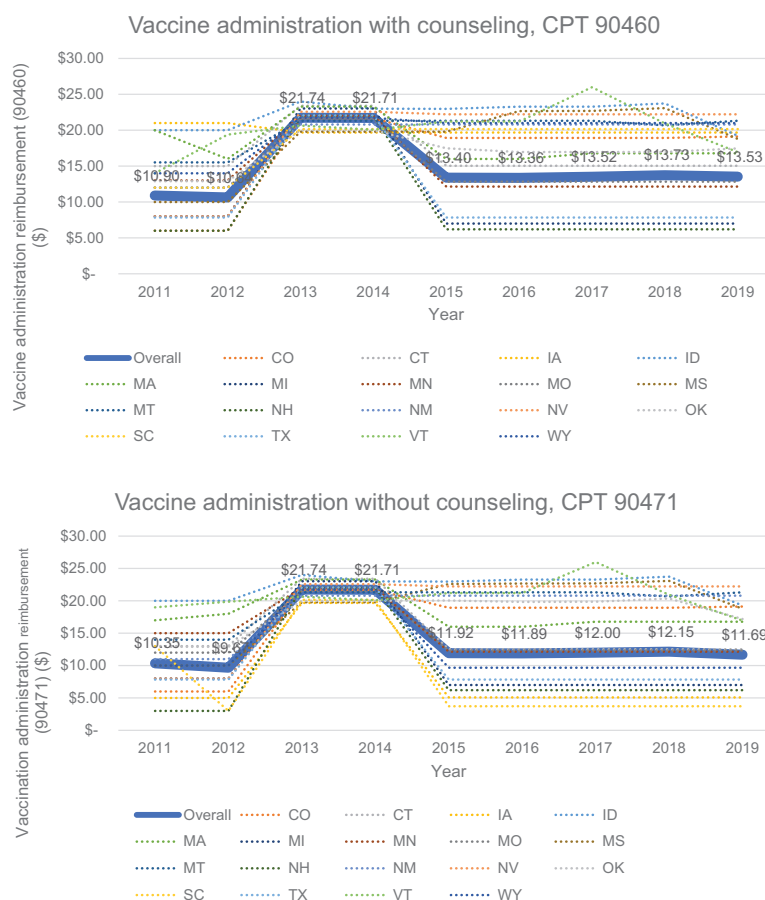 Vaccine administration with counseling, CPT 90460
Vaccine administration reimbursement (90460)
($)
$30.00
$25.00
$20.00
$15.00
$10.00
$5.00
$-
$10.90
$21.74
$21.71
$13.40
$13.36
$13.52
$13.73
$13.53
2011 2012 2013 2014 2015 2016 2017 2018 2019
Year
Overall CO CT IA ID
MA MI MN MO MS
MT NH NM NV OK
SC TX VT WY
Vaccine administration without counseling, CPT 90471
Vaccination administration reimbursement
(90471) ($)
$30.00
$25.00
$20.00
$15.00
$10.00
$5.00
$-
$10.35
$21.74
$21.71
$11.92
$11.89
$12.00
$12.15
$11.69
2011 2012 2013 2014 2015 2016 2017 2018 2019
Year
Overall CO CT IA ID
MA MI MN MO MS
MT NH NM NV OK
SC TX VT WY